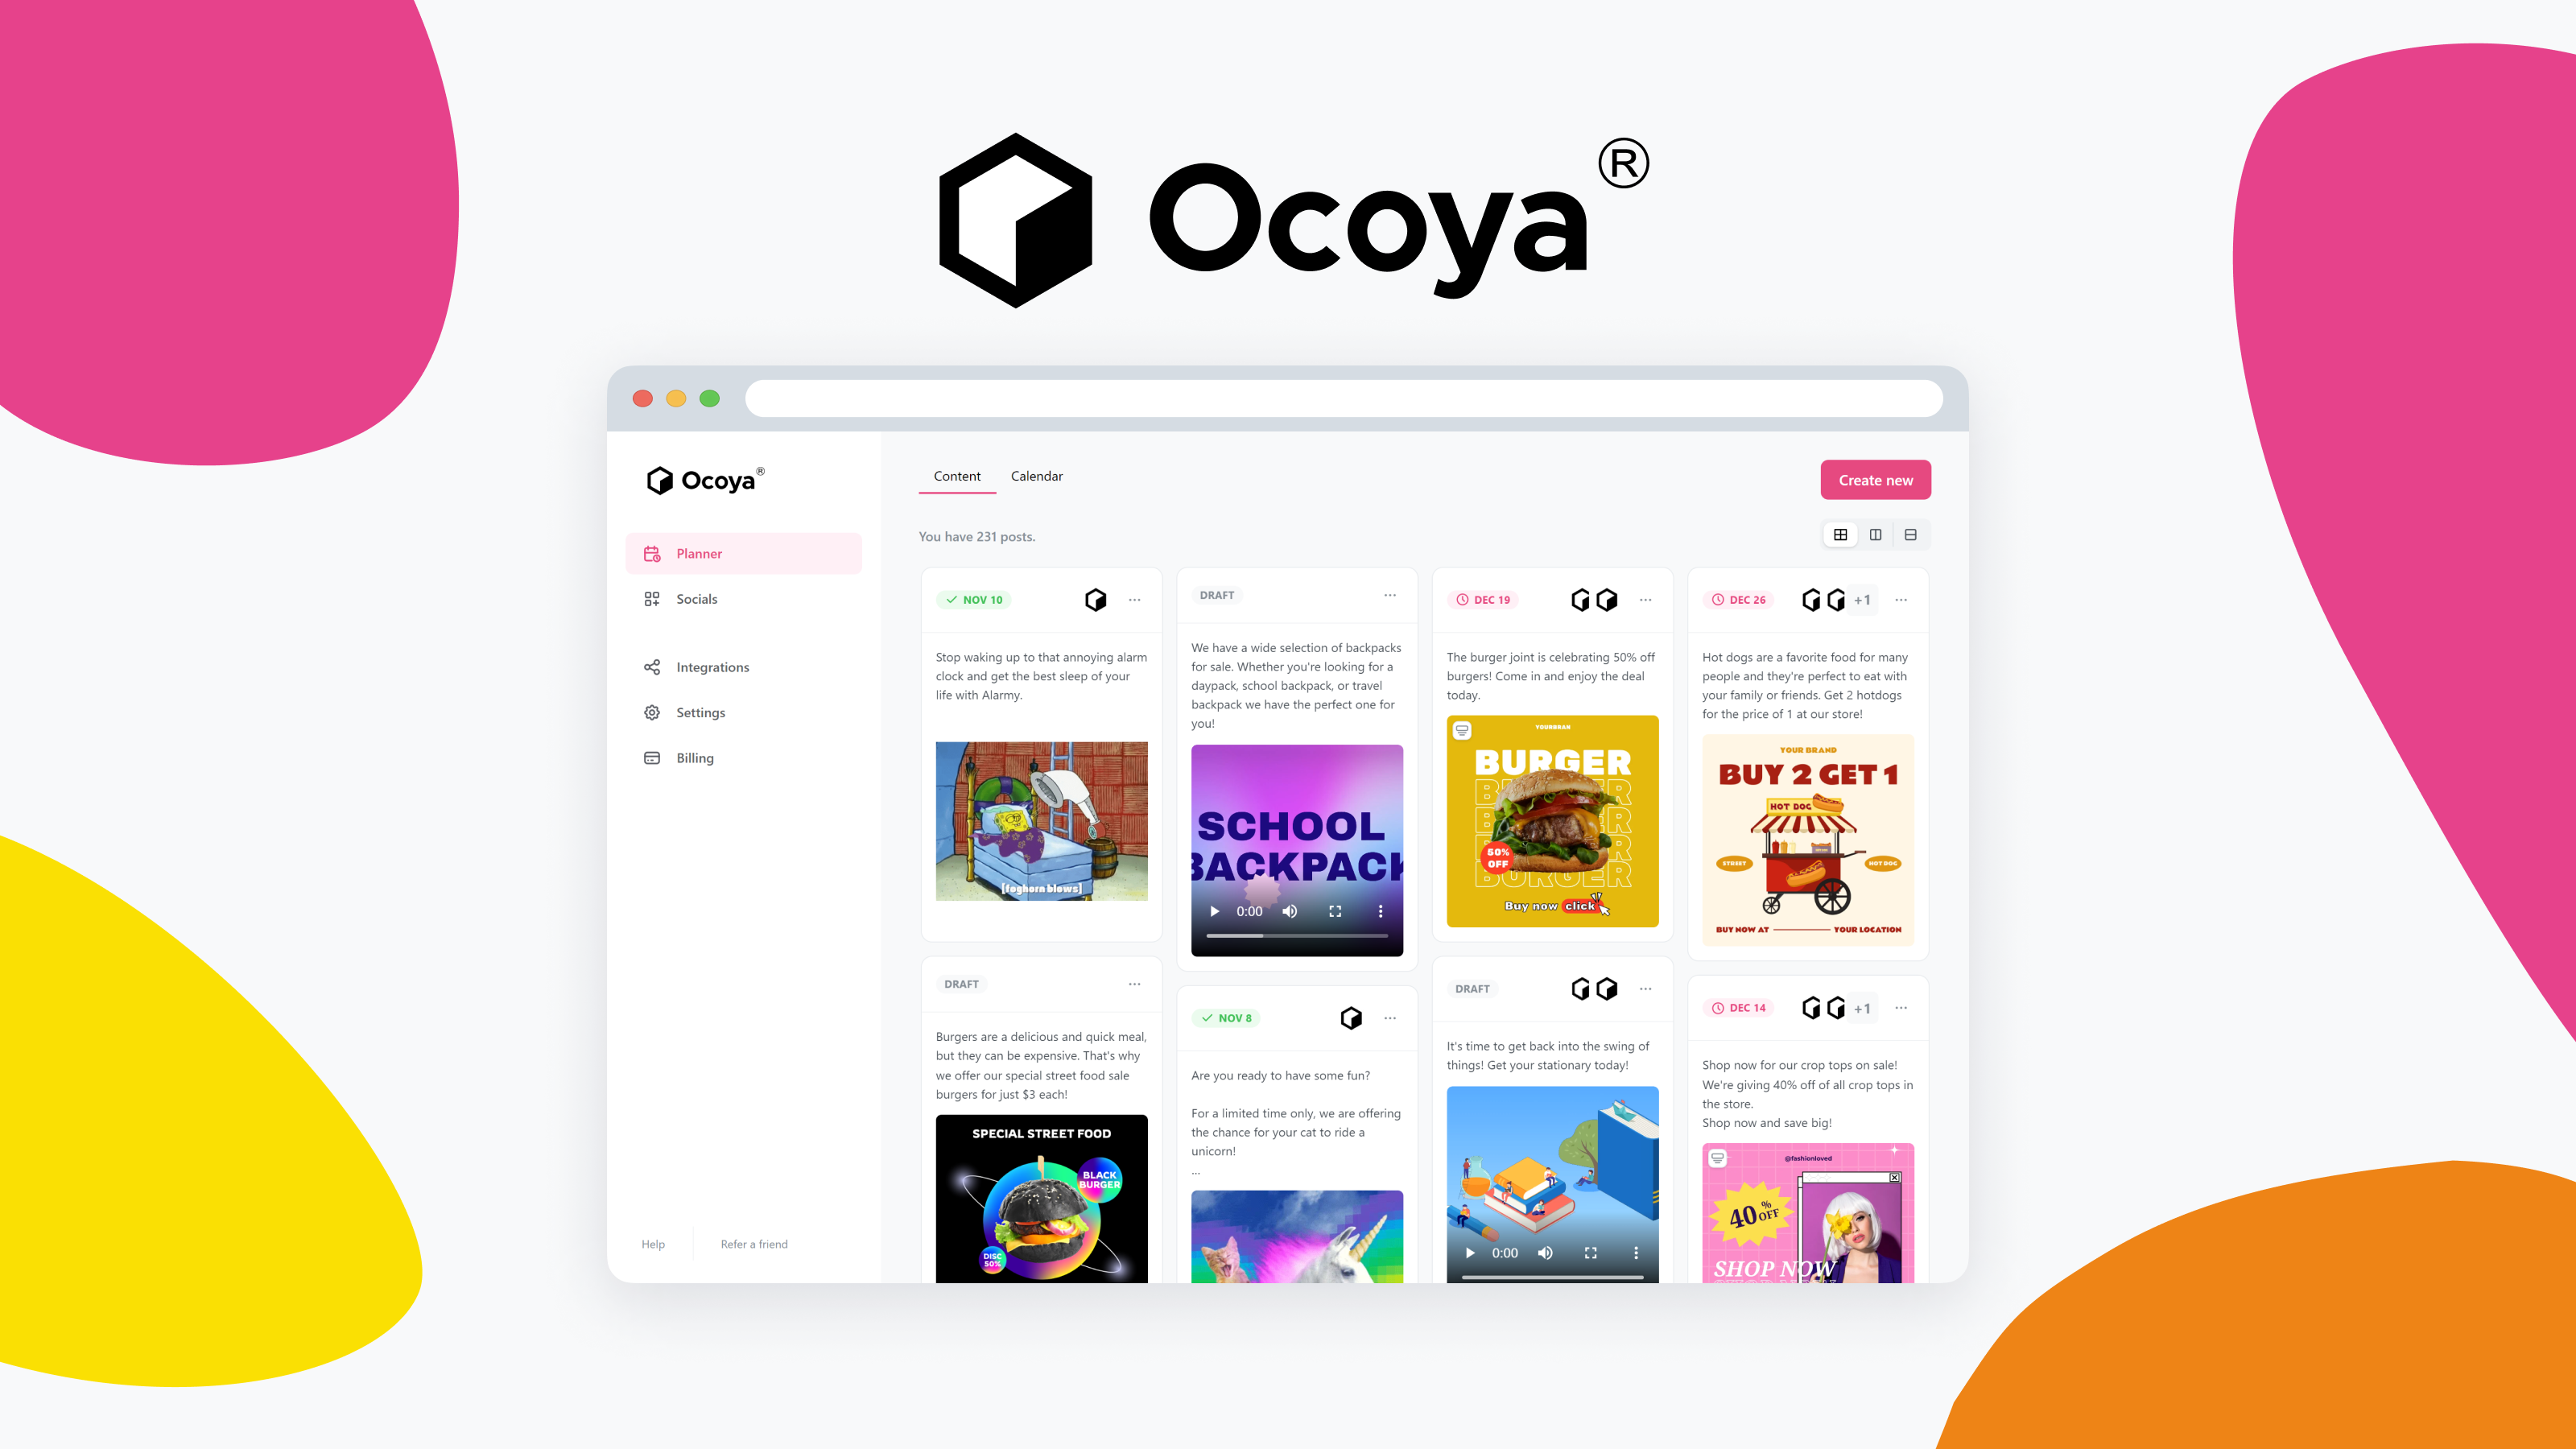 Ocoya®
Ocoya®
Planner
Socials
Integrations
Settings
Billing
Help
Refer a friend
Content
Calendar
Create new
You have 231 posts.
NOV 10
Stop waking up to that annoying alarm
clock and get the best sleep of your
life with Alarmy.
[foghorn blows]
DRAFT
We have a wide selection of backpacks
for sale. Whether you're looking for a
daypack, school backpack, or travel
backpack we have the perfect one for
you!
SCHOOL
BACKPACK
0:00
DEC 19
The burger joint is celebrating 50% off
burgers! Come in and enjoy the deal
today.
YOURBRAN
BURGER
50%
OFF
BURGER
Buy now click
DEC 26
+1
Hot dogs are a favorite food for many
people and they're perfect to eat with
your family or friends. Get 2 hotdogs
for the price of 1 at our store!
YOUR BRAND
BUY 2 GET 1
HOT DOG
STREET
HOT DOG
BUY NOW AT
YOUR LOCATION
DRAFT
Burgers are a delicious and quick meal,
but they can be expensive. That's why
we offer our special street food sale
burgers for just $3 each!
SPECIAL STREET FOOD
BLACK
BURGER
DISC
50%
NOV 8
Are you ready to have some fun?
For a limited time only, we are offering
the chance for your cat to ride a
unicorn!
...
DRAFT
It's time to get back into the swing of
things! Get your stationary today!
0:00
DEC 14
+1
Shop now for our crop tops on sale!
We're giving 40% off of all crop tops in
the store.
Shop now and save big!
@fashionloved
40% OFF
SHOP NOW